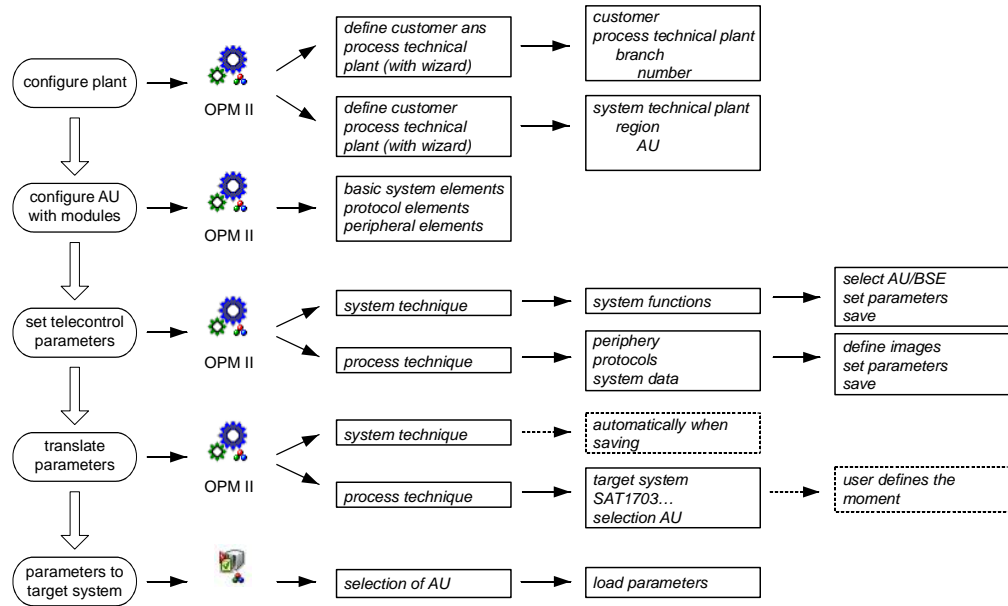 configure plant
OPM II
define customer ans
process technical
plant (with wizard)
customer
process technical plant
branch
number
define customer
process technical
plant (with wizard)
system technical plant
region
AU
configure AU
with modules
OPM II
basic system elements
protocol elements
peripheral elements
set telecontrol
parameters
OPM II
system technique
system functions
select AU/BSE
set parameters
save
process technique
periphery
protocols
system data
define images
set parameters
save
translate
parameters
OPM II
system technique
automatically when
saving
process technique
target system
SAT1703…
selection AU
user defines the
moment
parameters to
target system
selection of AU
load parameters